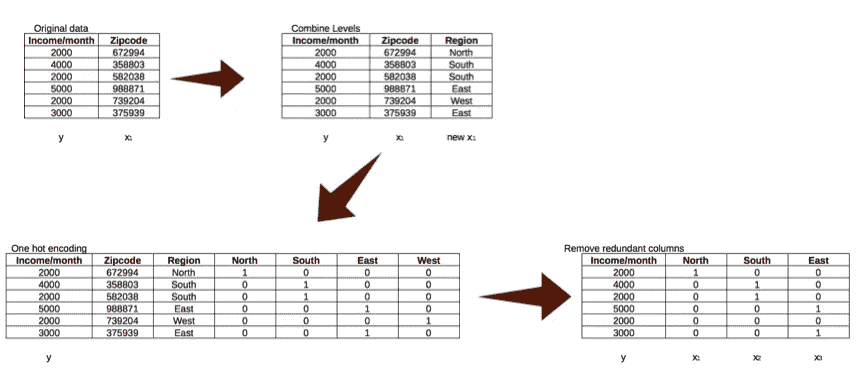 Original data
Income/month Zipcode
2000 672994
4000 358803
2000 582038
5000 988871
2000 739204
3000 375939
y x₁
Combine Levels
Income/month Zipcode Region
2000 672994 North
4000 358803 South
2000 582038 South
5000 988871 East
2000 739204 West
3000 375939 East
y x₁ new x₁
One hot encoding
Income/month Zipcode Region North South East West
2000 672994 North 1 0 0 0
4000 358803 South 0 1 0 0
2000 582038 South 0 1 0 0
5000 988871 East 0 0 1 0
2000 739204 West 0 0 0 1
3000 375939 East 0 0 1 0
y
Remove redundant columns
Income/month North South East
2000 1 0 0
4000 0 1 0
2000 0 1 0
5000 0 0 1
2000 0 0 0
3000 0 0 1
y x₁ x₂ x₃